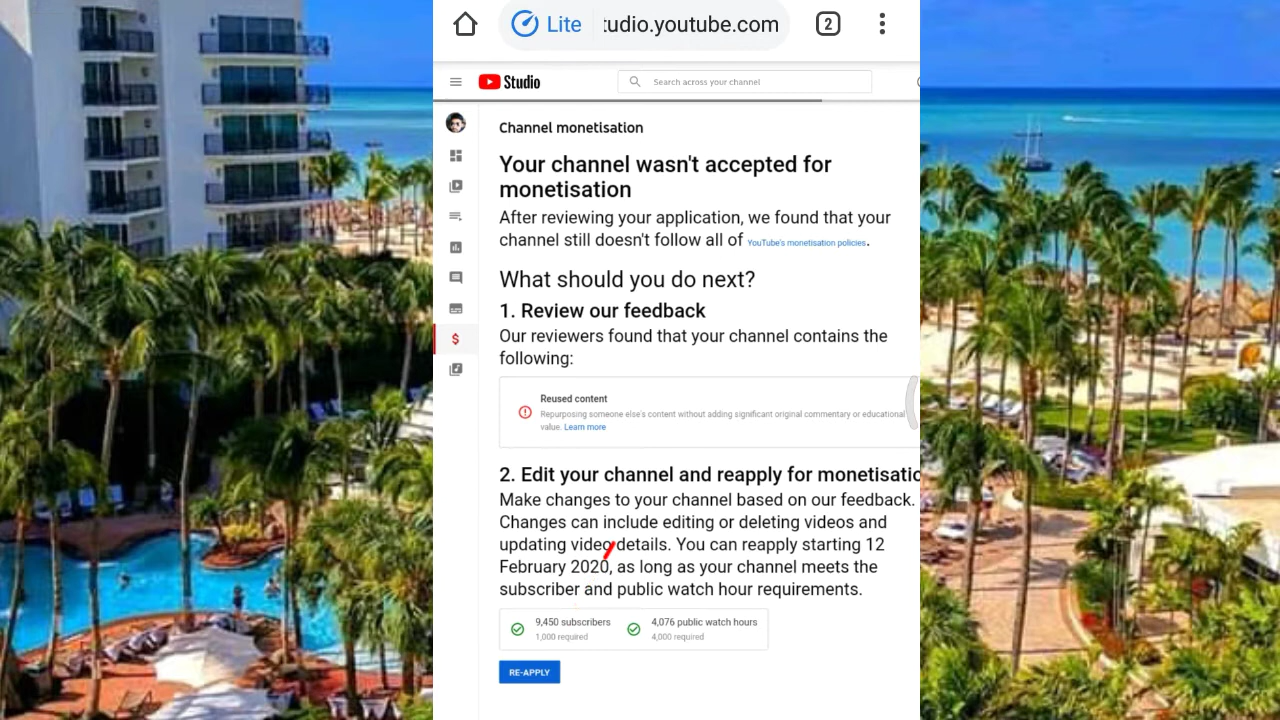 Lite
tudio.youtube.com
2
Studio
Search across your channel
Channel monetisation
Your channel wasn't accepted for
monetisation
After reviewing your application, we found that your
channel still doesn't follow all of YouTube's monetisation policies.
What should you do next?
1. Review our feedback
Our reviewers found that your channel contains the
following:
Reused content
Repurposing someone else's content without adding significant original commentary or educational
value. Learn more
2. Edit your channel and reapply for monetisatio
Make changes to your channel based on our feedback.
Changes can include editing or deleting videos and
updating video details. You can reapply starting 12
February 2020, as long as your channel meets the
subscriber and public watch hour requirements.
9,450 subscribers 4,076 public watch hours
1,000 required 4,000 required
RE-APPLY